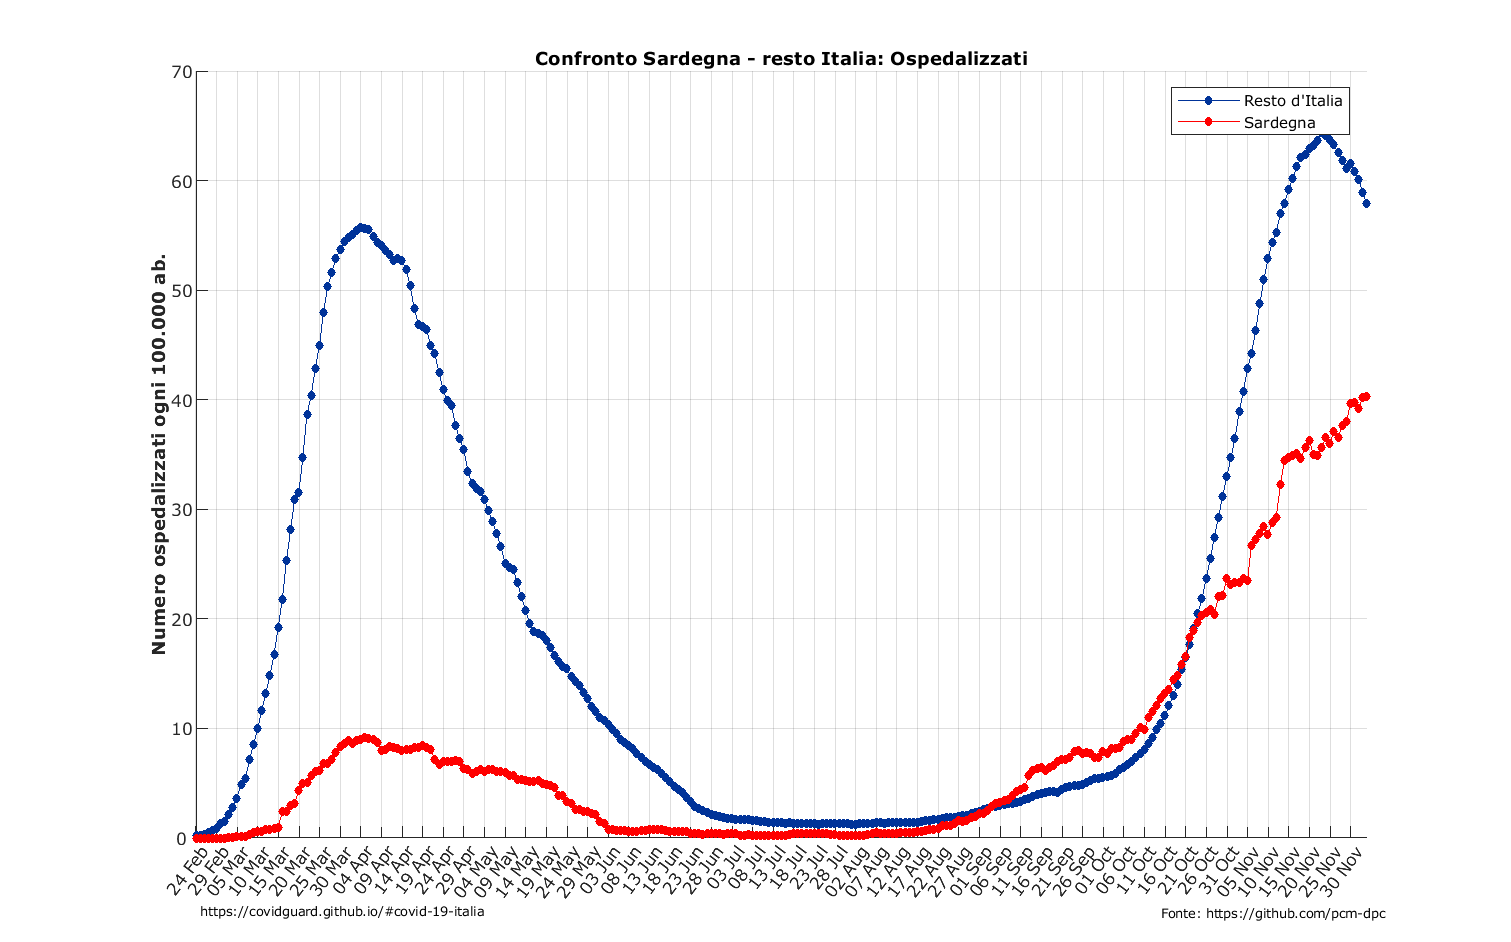 Confronto Sardegna - resto Italia: Ospedalizzati
Resto d'Italia
Sardegna
Numero ospedalizzati ogni 100.000 ab.
70
60
50
40
30
20
10
0
24 Feb
29 Feb
05 Mar
10 Mar
15 Mar
20 Mar
25 Mar
30 Mar
04 Apr
09 Apr
14 Apr
19 Apr
24 Apr
29 Apr
04 May
09 May
14 May
19 May
24 May
29 May
03 Jun
08 Jun
13 Jun
18 Jun
23 Jun
28 Jun
03 Jul
08 Jul
13 Jul
18 Jul
23 Jul
28 Jul
02 Aug
07 Aug
12 Aug
17 Aug
22 Aug
27 Aug
01 Sep
06 Sep
11 Sep
16 Sep
21 Sep
26 Sep
01 Oct
06 Oct
11 Oct
16 Oct
21 Oct
26 Oct
31 Oct
05 Nov
10 Nov
15 Nov
20 Nov
25 Nov
30 Nov
https://covidguard.github.io/#covid-19-italia
Fonte: https://github.com/pcm-dpc